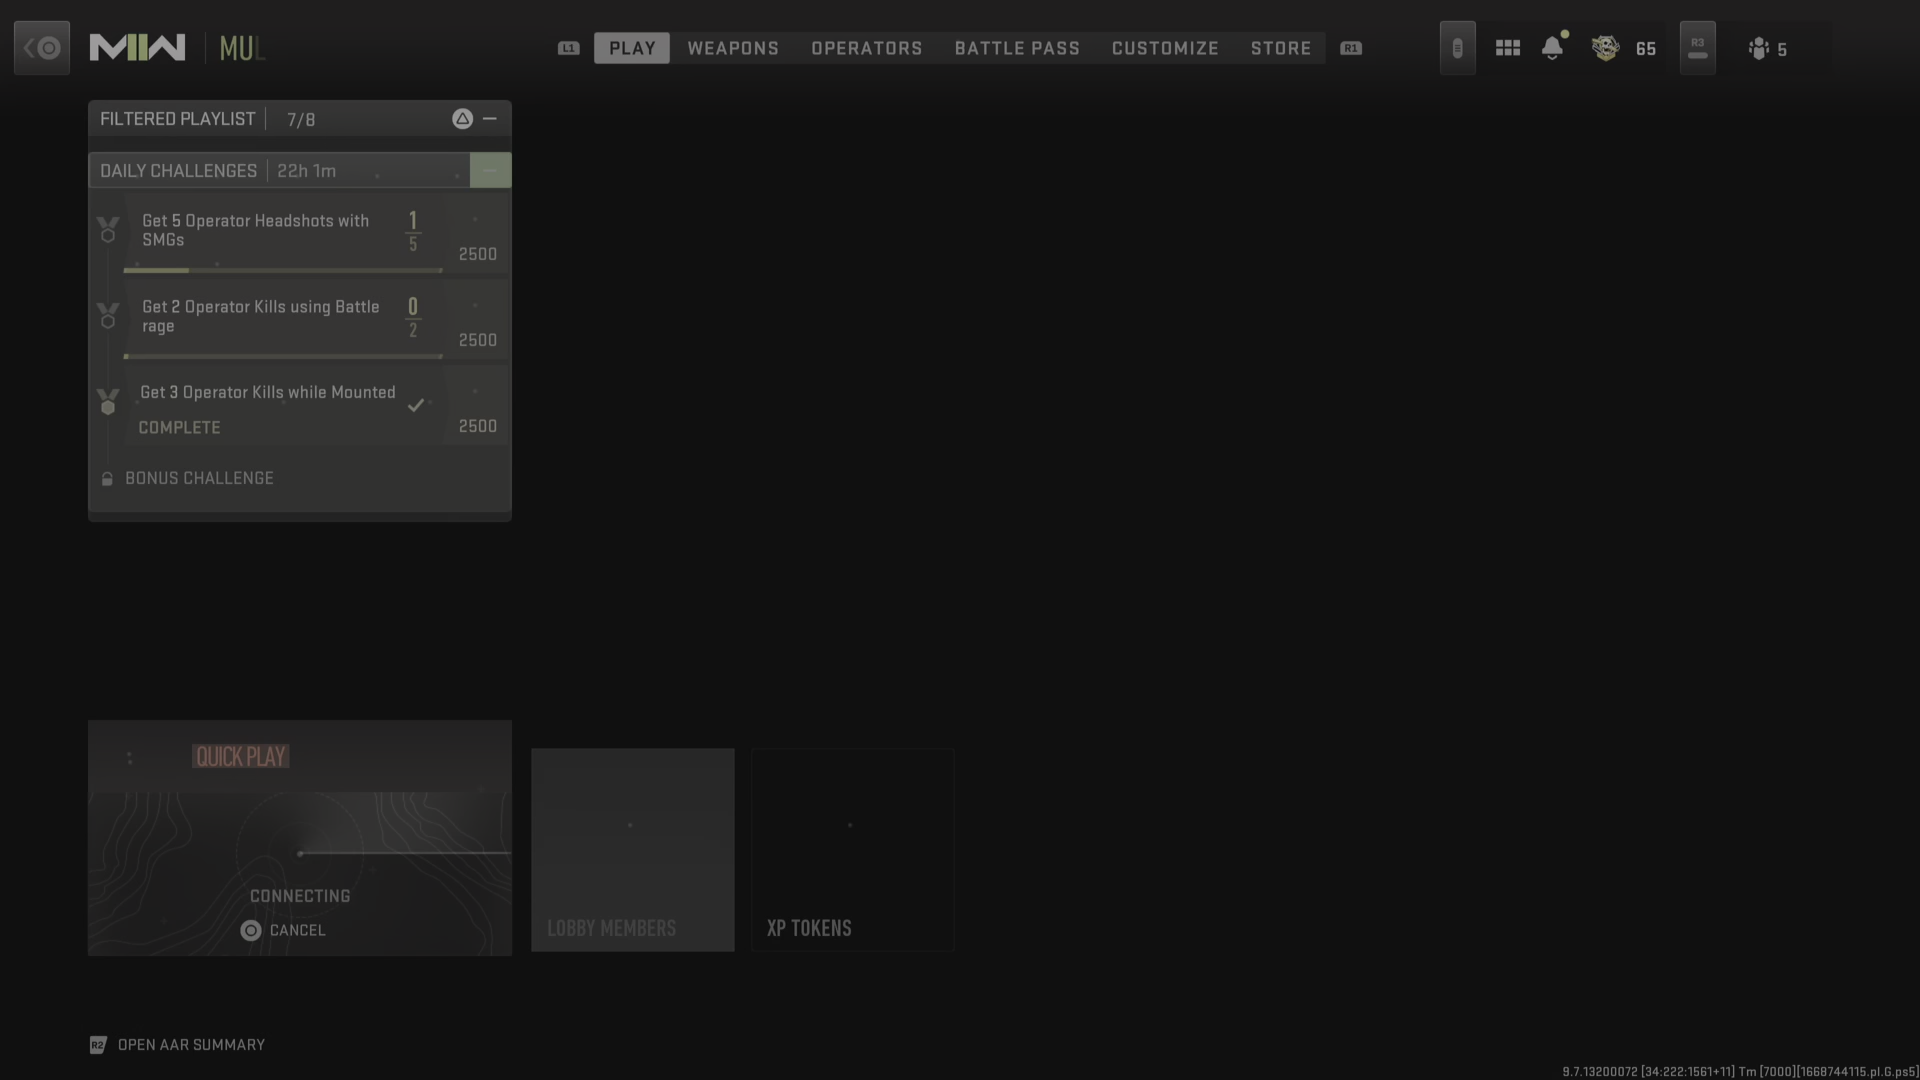 MW MUL
L1 PLAY WEAPONS OPERATORS BATTLE PASS CUSTOMIZE STORE R1
65 R3 5
FILTERED PLAYLIST 7/8
DAILY CHALLENGES 22h 1m
Get 5 Operator Headshots with
SMGs
1
5
2500
Get 2 Operator Kills using Battle
rage
0
2
2500
Get 3 Operator Kills while Mounted
COMPLETE
2500
BONUS CHALLENGE
QUICK PLAY
CONNECTING
CANCEL
LOBBY MEMBERS
XP TOKENS
R2 OPEN AAR SUMMARY
9.7.13200072 [34:222:1561+11] Tm [7000][1668744115.pl.G.ps5]